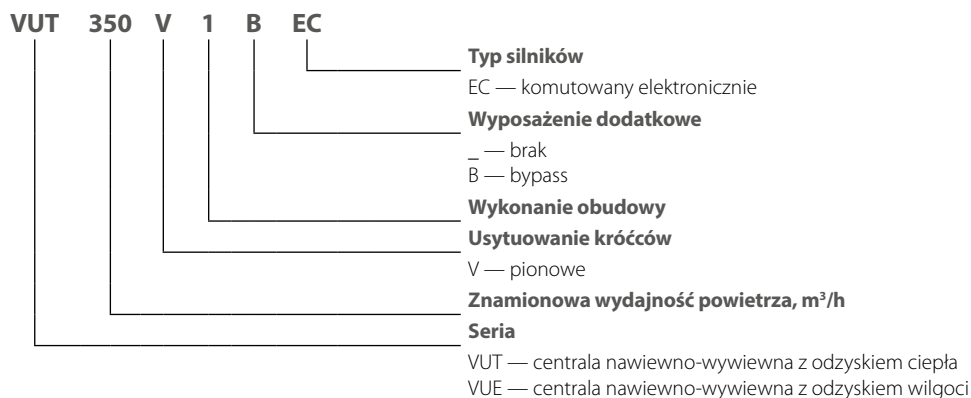 VUT 350 V 1 B EC
Typ silników
EC — komutowany elektronicznie
Wyposażenie dodatkowe
_ — brak
B — bypass
Wykonanie obudowy
Usytuowanie króćców
V — pionowe
Znamionowa wydajność powietrza, m³/h
Seria
VUT — centrala nawiewno-wywiewna z odzyskiem ciepła
VUE — centrala nawiewno-wywiewna z odzyskiem wilgoci